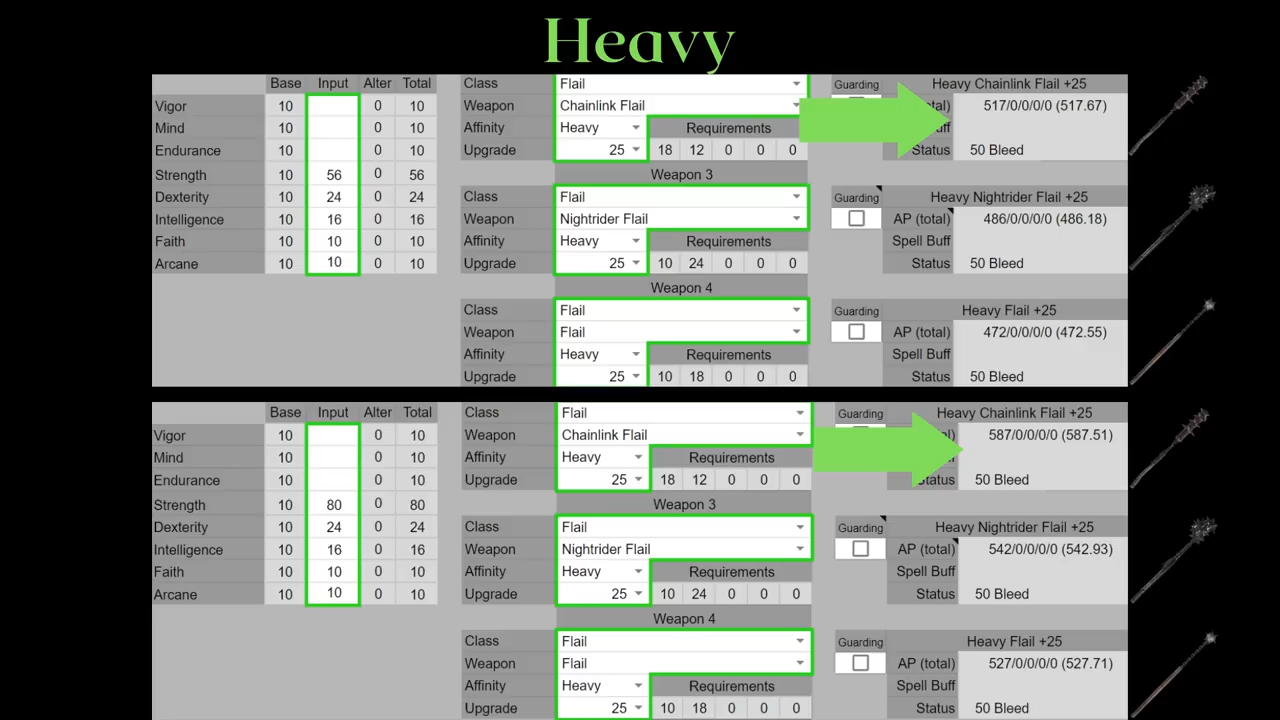 Heavy
Base Input Alter Total Class Flail Guarding Heavy Chainlink Flail +25
Vigor 10 0 10 Weapon Chainlink Flail 517/0/0/0/0 (517.67)
Mind 10 0 10 Affinity Heavy Requirements
Endurance 10 0 10 Upgrade 25 18 12 0 0 0 Status 50 Bleed
Strength 10 56 0 56 Weapon 3
Dexterity 10 24 0 24 Class Flail Guarding Heavy Nightrider Flail +25
Intelligence 10 16 0 16 Weapon Nightrider Flail AP (total) 486/0/0/0/0 (486.18)
Faith 10 10 0 10 Affinity Heavy Requirements Spell Buff
Arcane 10 10 0 10 Upgrade 25 10 24 0 0 0 Status 50 Bleed
Weapon 4
Class Flail Guarding Heavy Flail +25
Weapon Flail AP (total) 472/0/0/0/0 (472.55)
Affinity Heavy Requirements Spell Buff
Upgrade 25 10 18 0 0 0 Status 50 Bleed
Base Input Alter Total Class Flail Guarding Heavy Chainlink Flail +25
Vigor 10 0 10 Weapon Chainlink Flail 587/0/0/0/0 (587.51)
Mind 10 0 10 Affinity Heavy Requirements
Endurance 10 0 10 Upgrade 25 18 12 0 0 0 Status 50 Bleed
Strength 10 80 0 80 Weapon 3
Dexterity 10 24 0 24 Class Flail Guarding Heavy Nightrider Flail +25
Intelligence 10 16 0 16 Weapon Nightrider Flail AP (total) 542/0/0/0/0 (542.93)
Faith 10 10 0 10 Affinity Heavy Requirements Spell Buff
Arcane 10 10 0 10 Upgrade 25 10 24 0 0 0 Status 50 Bleed
Weapon 4
Class Flail Guarding Heavy Flail +25
Weapon Flail AP (total) 527/0/0/0/0 (527.71)
Affinity Heavy Requirements Spell Buff
Upgrade 25 10 18 0 0 0 Status 50 Bleed